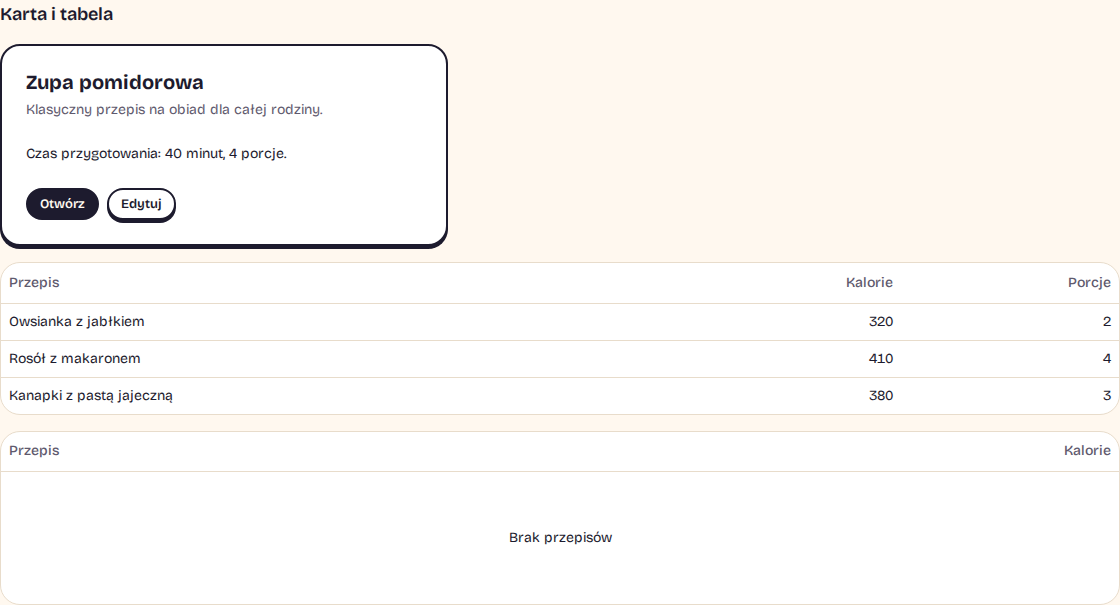 Karta i tabela
Zupa pomidorowa
Klasyczny przepis na obiad dla całej rodziny.
Czas przygotowania: 40 minut, 4 porcje.
Otwórz Edytuj
Przepis Kalorie Porcje
Owsianka z jabłkiem 320 2
Rosół z makaronem 410 4
Kanapki z pastą jajeczną 380 3
Przepis Kalorie
Brak przepisów